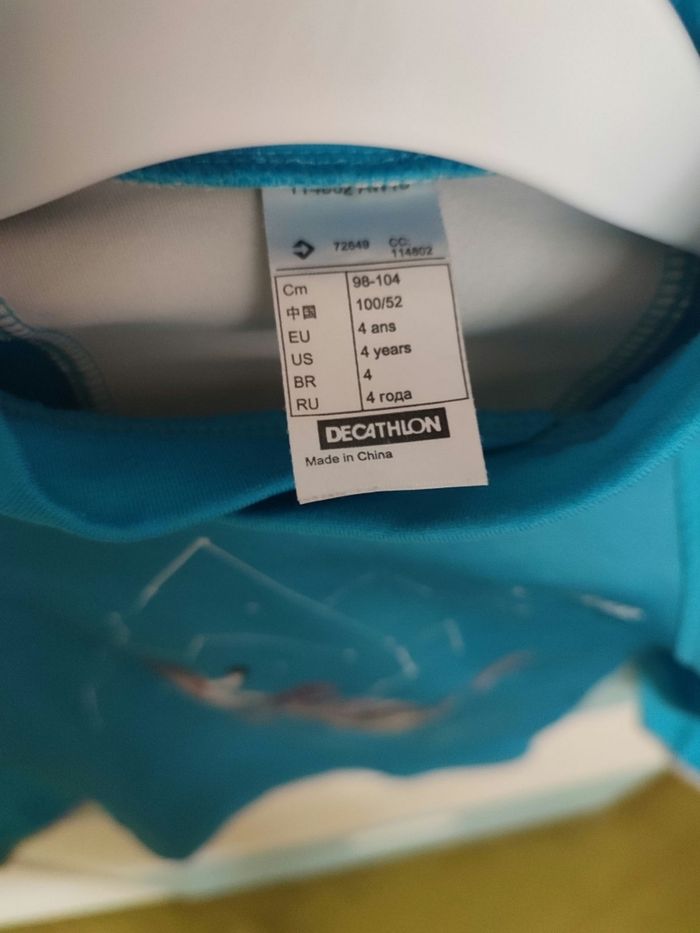 72849 CC:
114802
Cm 98-104
中国 100/52
EU 4 ans
US 4 years
BR 4
RU 4 года
DECATHLON
Made in China